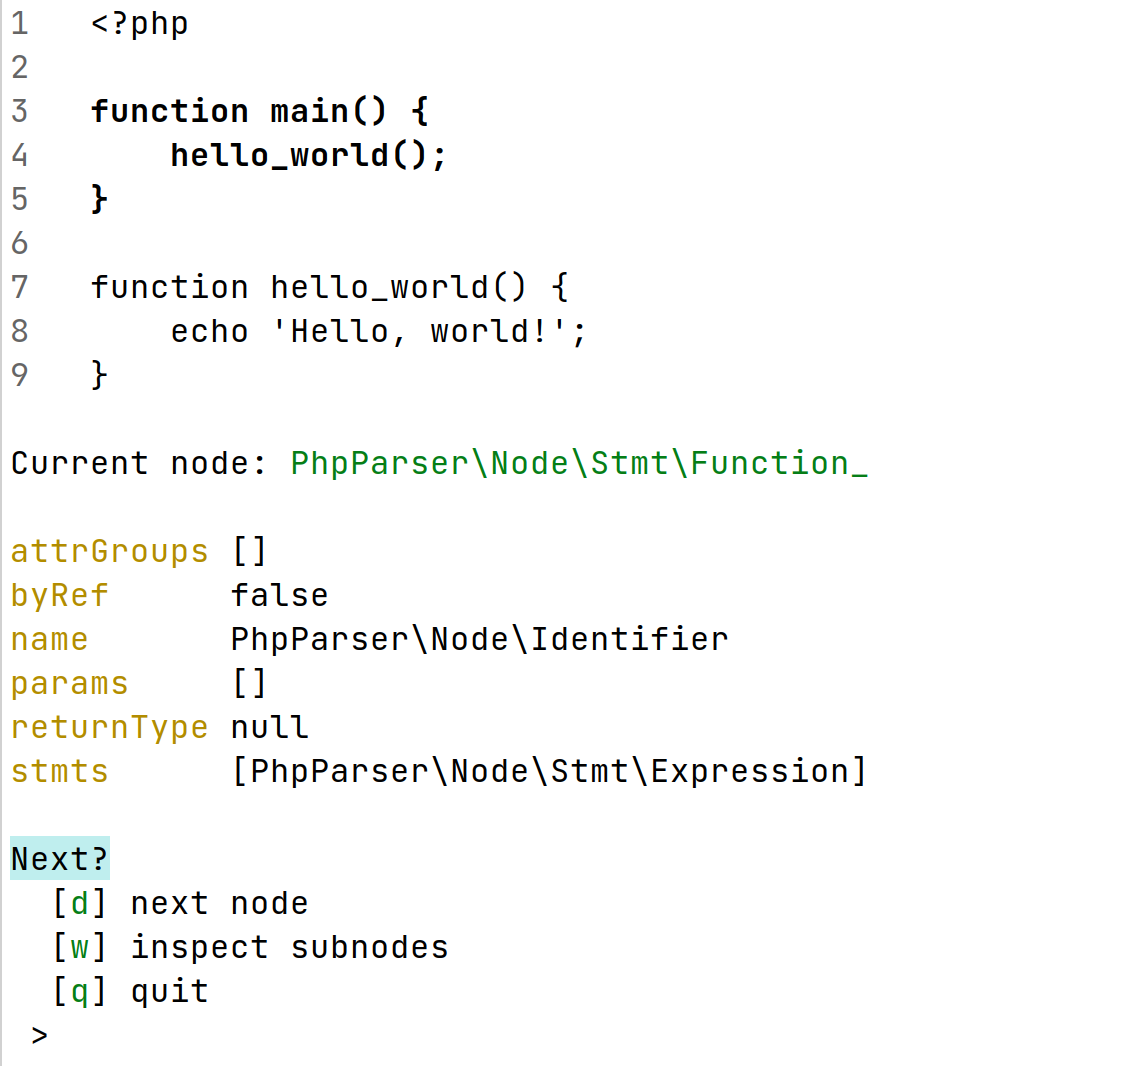 1   <?php
2
3   function main() {
4       hello_world();
5   }
6
7   function hello_world() {
8       echo 'Hello, world!';
9   }

Current node: PhpParser\Node\Stmt\Function_

attrGroups []
byRef      false
name       PhpParser\Node\Identifier
params     []
returnType null
stmts      [PhpParser\Node\Stmt\Expression]

Next?
  [d] next node
  [w] inspect subnodes
  [q] quit
 >